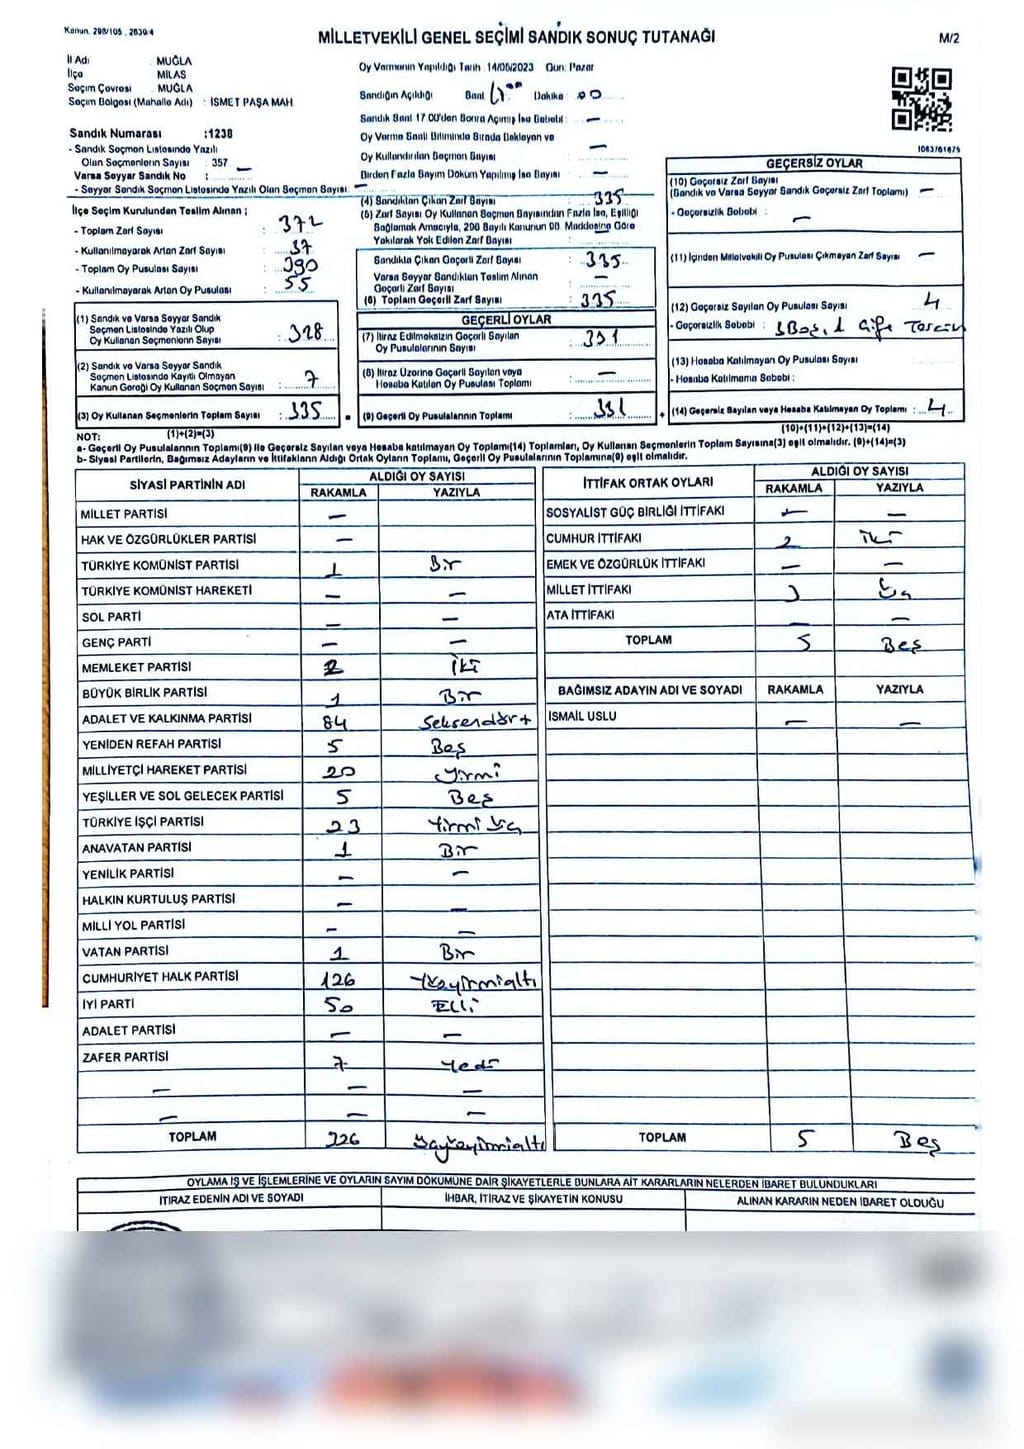 Kanun. 298/105 , 2839/4
MİLLETVEKİLİ GENEL SEÇİMİ SANDIK SONUÇ TUTANAĞI
M/2
İl Adı : MUĞLA
İlçe : MİLAS
Seçim Çevresi : MUĞLA
Seçim Bölgesi (Mahalle Adı) : İSMET PAŞA MAH.
Sandık Numarası :1238
- Sandık Seçmen Listesinde Yazılı
Olan Seçmenlerin Sayısı : 357
Varsa Seyyar Sandık No : —
- Seyyar Sandık Seçmen Listesinde Yazılı Olan Seçmen Sayısı: —
Oy Vermenin Yapıldığı Tarih :14/05/2023 Gün: Pazar
Sandığın Açıldığı Saat 17⁰⁰ Dakika 00
Sandık Saat 17:00'den Sonra Açılmış İse Sebebi : —
Oy Verme Saati Bitiminde Sırada Bekleyen ve
Oy Kullandırılan Seçmen Sayısı —
Birden Fazla Sayım Döküm Yapılmış İse Sayısı : —
İlçe Seçim Kurulundan Teslim Alınan ;
- Toplam Zarf Sayısı : 372
- Kullanılmayarak Artan Zarf Sayısı : 37
- Toplam Oy Pusulası Sayısı : 390
- Kullanılmayarak Artan Oy Pusulası : 55
(4) Sandıktan Çıkan Zarf Sayısı : 335
(5) Zarf Sayısı Oy Kullanan Seçmen Sayısından Fazla İse, Eşitliği
Sağlamak Amacıyla, 298 Sayılı Kanunun 98. Maddesine Göre
Yakılarak Yok Edilen Zarf Sayısı : —
Sandıkta Çıkan Geçerli Zarf Sayısı : 335
Varsa Seyyar Sandıktan Teslim Alınan
Geçerli Zarf Sayısı : —
(6) Toplam Geçerli Zarf Sayısı : 335
GEÇERSİZ OYLAR
(10) Geçersiz Zarf Sayısı
(Sandık ve Varsa Seyyar Sandık Geçersiz Zarf Toplamı) : —
- Geçersizlik Sebebi : —
(11) İçinden Milletvekili Oy Pusulası Çıkmayan Zarf Sayısı : —
(12) Geçersiz Sayılan Oy Pusulası Sayısı : 4
- Geçersizlik Sebebi : 3 Boş, 1 Çift Tercih
(13) Hesaba Katılmayan Oy Pusulası Sayısı
- Hesaba Katılmama Sebebi :
(14) Geçersiz Sayılan veya Hesaba Katılmayan Oy Toplamı : 4
(10)+(11)+(12)+(13)=(14)
(1) Sandık ve Varsa Seyyar Sandık
Seçmen Listesinde Yazılı Olup
Oy Kullanan Seçmenlerin Sayısı : 328
(2) Sandık ve Varsa Seyyar Sandık
Seçmen Listesinde Kayıtlı Olmayan
Kanun Gereği Oy Kullanan Seçmen Sayısı : 7
(3) Oy Kullanan Seçmenlerin Toplam Sayısı : 335
(1)+(2)=(3)
GEÇERLİ OYLAR
(7) İtiraz Edilmeksizin Geçerli Sayılan
Oy Pusulalarının Sayısı : 331
(8) İtiraz Üzerine Geçerli Sayılan veya
Hesaba Katılan Oy Pusulası Toplamı : —
(9) Geçerli Oy Pusulalarının Toplamı : 331
NOT:
a- Geçerli Oy Pusulalarının Toplamı(9) ile Geçersiz Sayılan veya Hesaba katılmayan Oy Toplamı(14) Toplamları, Oy Kullanan Seçmenlerin Toplam Sayısına(3) eşit olmalıdır. (9)+(14)=(3)
b- Siyasi Partilerin, Bağımsız Adayların ve İttifakların Aldığı Ortak Oyların Toplamı, Geçerli Oy Pusulalarının Toplamına(9) eşit olmalıdır.
SİYASİ PARTİNİN ADI ALDIĞI OY SAYISI
RAKAMLA YAZIYLA
MİLLET PARTİSİ —
HAK VE ÖZGÜRLÜKLER PARTİSİ —
TÜRKİYE KOMÜNİST PARTİSİ 1 Bir
TÜRKİYE KOMÜNİST HAREKETİ — —
SOL PARTİ — —
GENÇ PARTİ — —
MEMLEKET PARTİSİ 2 İki
BÜYÜK BİRLİK PARTİSİ 1 Bir
ADALET VE KALKINMA PARTİSİ 84 Seksendört
YENİDEN REFAH PARTİSİ 5 Beş
MİLLİYETÇİ HAREKET PARTİSİ 20 Yirmi
YEŞİLLER VE SOL GELECEK PARTİSİ 5 Beş
TÜRKİYE İŞÇİ PARTİSİ 23 Yirmi Üç
ANAVATAN PARTİSİ 1 Bir
YENİLİK PARTİSİ — —
HALKIN KURTULUŞ PARTİSİ — —
MİLLİ YOL PARTİSİ — —
VATAN PARTİSİ 1 Bir
CUMHURİYET HALK PARTİSİ 126 Yüzyirmialtı
İYİ PARTİ 50 Elli
ADALET PARTİSİ — —
ZAFER PARTİSİ 7 Yedi
— — —
— — —
TOPLAM 326 Üçyüzyirmialtı
İTTİFAK ORTAK OYLARI ALDIĞI OY SAYISI
RAKAMLA YAZIYLA
SOSYALİST GÜÇ BİRLİĞİ İTTİFAKI — —
CUMHUR İTTİFAKI 2 İki
EMEK VE ÖZGÜRLÜK İTTİFAKI — —
MİLLET İTTİFAKI 3 Üç
ATA İTTİFAKI —
TOPLAM 5 Beş
BAĞIMSIZ ADAYIN ADI VE SOYADI RAKAMLA YAZIYLA
İSMAİL USLU — —
TOPLAM 5 Beş
OYLAMA İŞ VE İŞLEMLERİNE VE OYLARIN SAYIM DÖKÜMÜNE DAİR ŞİKAYETLERLE BUNLARA AİT KARARLARIN NELERDEN İBARET BULUNDUKLARI
İTİRAZ EDENİN ADI VE SOYADI İHBAR, İTİRAZ VE ŞİKAYETİN KONUSU ALINAN KARARIN NEDEN İBARET OLDUĞU